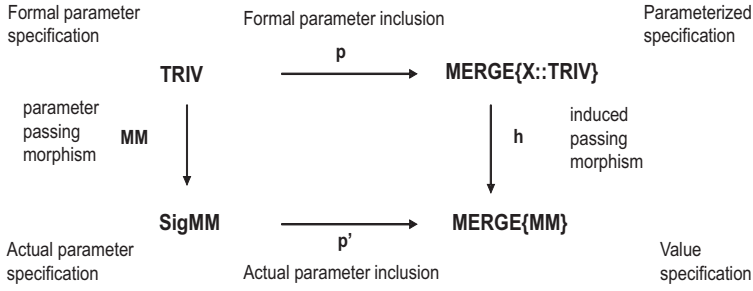 Formal parameter
specification
Formal parameter inclusion
Parameterized
specification
p
TRIV
MERGE{X::TRIV}
parameter
passing
morphism
MM
h
induced
passing
morphism
SigMM
MERGE{MM}
p’
Actual parameter
specification
Actual parameter inclusion
Value
specification